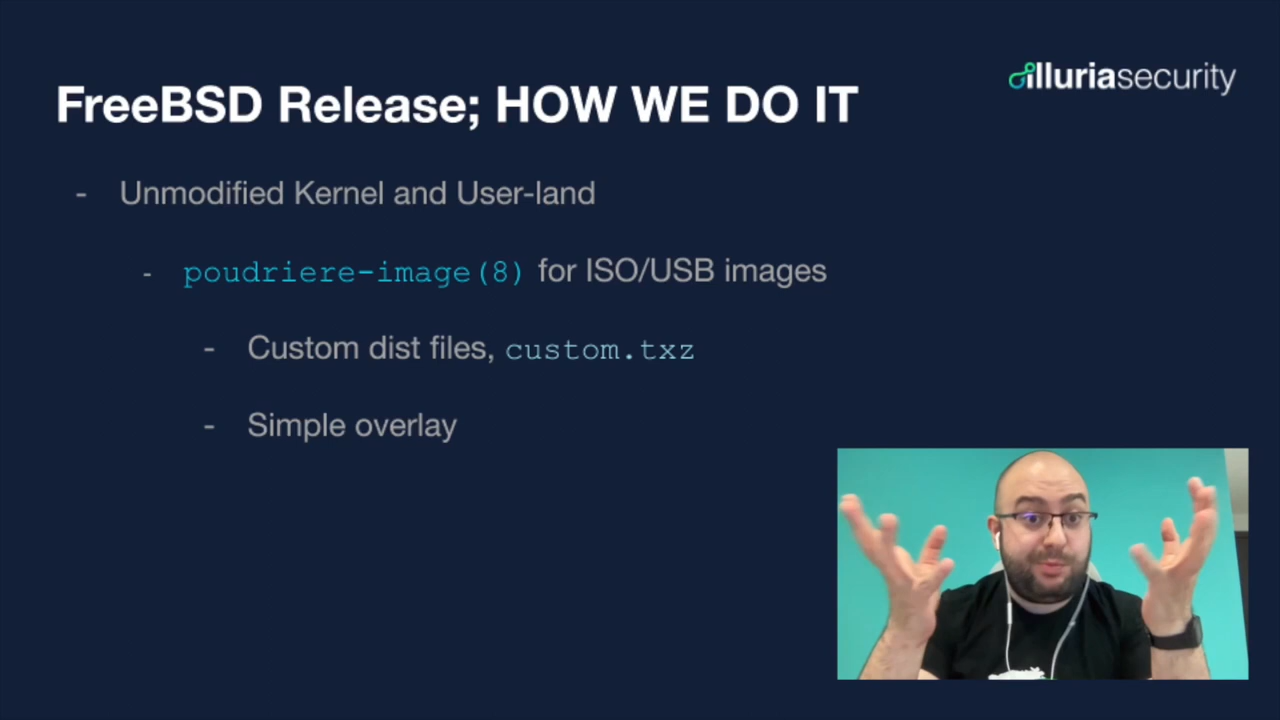 illuriasecurity
FreeBSD Release; HOW WE DO IT
- Unmodified Kernel and User-land
- poudriere-image(8) for ISO/USB images
- Custom dist files, custom.txz
- Simple overlay